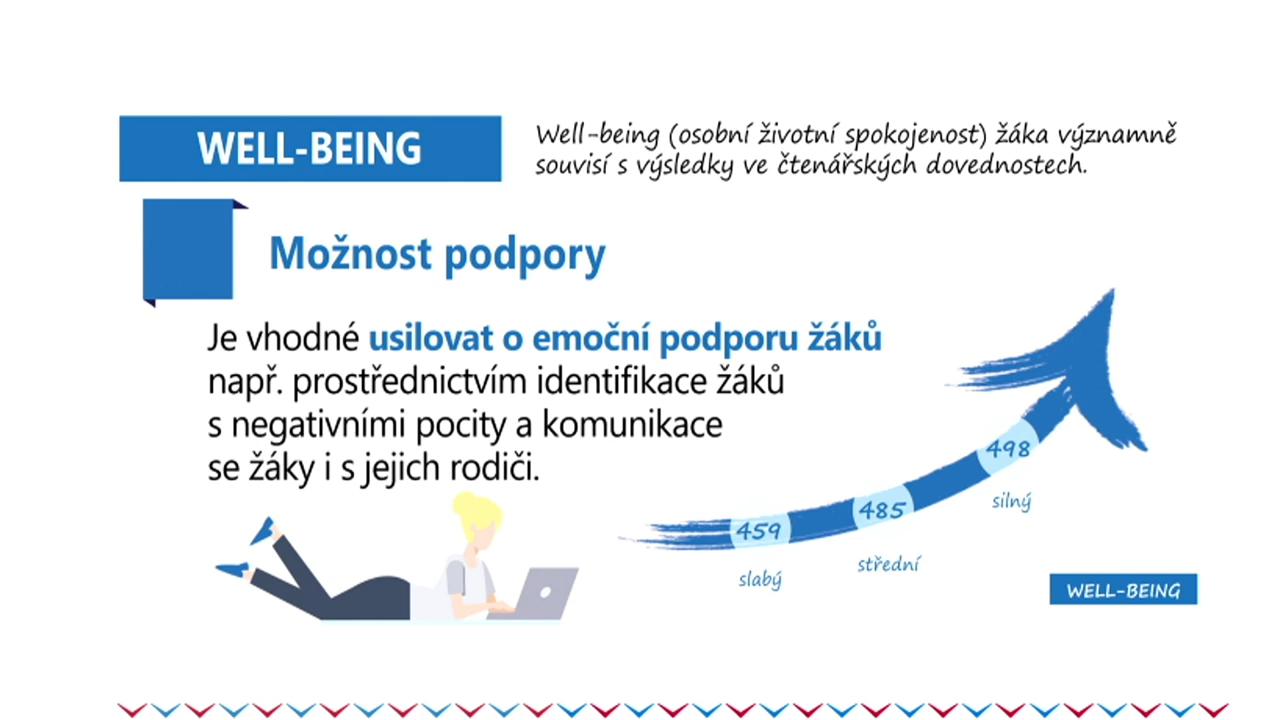 WELL-BEING
Well-being (osobní životní spokojenost) žáka významně
souvisí s výsledky ve čtenářských dovednostech.
Možnost podpory
Je vhodné usilovat o emoční podporu žáků
např. prostřednictvím identifikace žáků
s negativními pocity a komunikace
se žáky i s jejich rodiči.
498
silný
485
střední
459
slabý
WELL-BEING